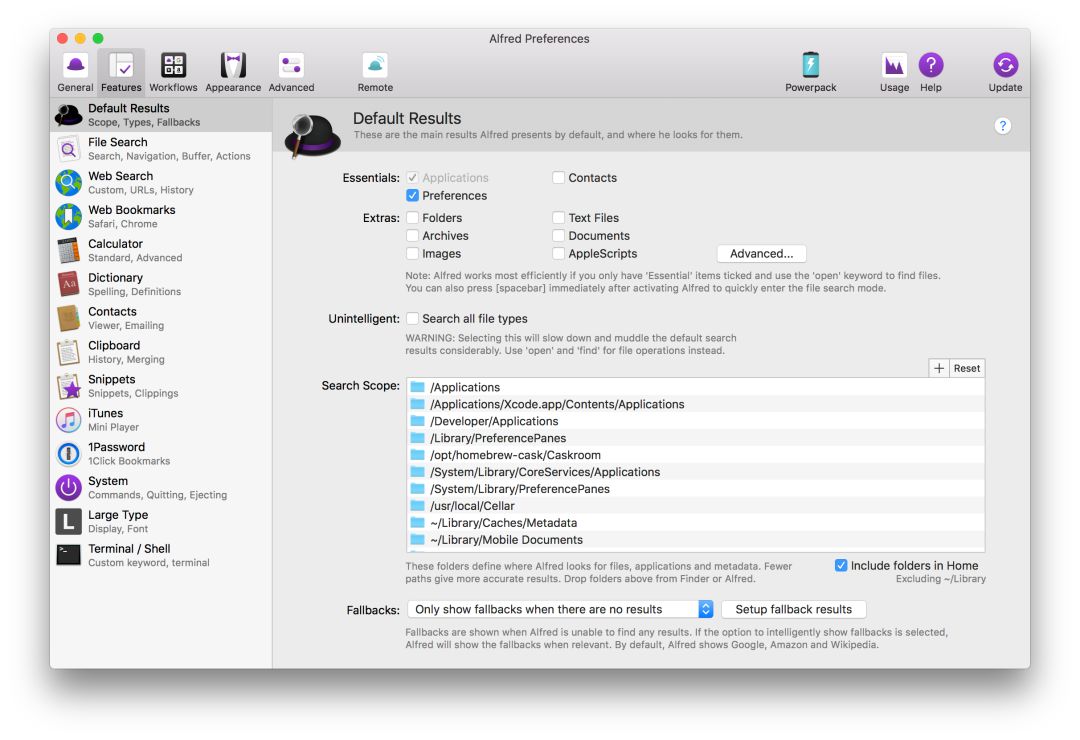 Alfred Preferences
General
Features
Workflows
Appearance
Advanced
Remote
Powerpack
Usage
Help
Update
Default Results
Scope, Types, Fallbacks
File Search
Search, Navigation, Buffer, Actions
Web Search
Custom, URLs, History
Web Bookmarks
Safari, Chrome
Calculator
Standard, Advanced
Aa
Dictionary
Spelling, Definitions
Contacts
Viewer, Emailing
Clipboard
History, Merging
Snippets
Snippets, Clippings
iTunes
Mini Player
1Password
1Click Bookmarks
System
Commands, Quitting, Ejecting
L
Large Type
Display, Font
>_
Terminal / Shell
Custom keyword, terminal
Default Results
These are the main results Alfred presents by default, and where he looks for them.
?
Essentials: Applications Contacts
Preferences
Extras: Folders Text Files
Archives Documents
Images AppleScripts Advanced...
Note: Alfred works most efficiently if you only have 'Essential' items ticked and use the 'open' keyword to find files.
You can also press [spacebar] immediately after activating Alfred to quickly enter the file search mode.
Unintelligent: Search all file types
WARNING: Selecting this will slow down and muddle the default search
results considerably. Use 'open' and 'find' for file operations instead.
+ Reset
Search Scope: /Applications
/Applications/Xcode.app/Contents/Applications
/Developer/Applications
/Library/PreferencePanes
/opt/homebrew-cask/Caskroom
/System/Library/CoreServices/Applications
/System/Library/PreferencePanes
/usr/local/Cellar
~/Library/Caches/Metadata
~/Library/Mobile Documents
These folders define where Alfred looks for files, applications and metadata. Fewer
paths give more accurate results. Drop folders above from Finder or Alfred.
Include folders in Home
Excluding ~/Library
Fallbacks: Only show fallbacks when there are no results Setup fallback results
Fallbacks are shown when Alfred is unable to find any results. If the option to intelligently show fallbacks is selected,
Alfred will show the fallbacks when relevant. By default, Alfred shows Google, Amazon and Wikipedia.